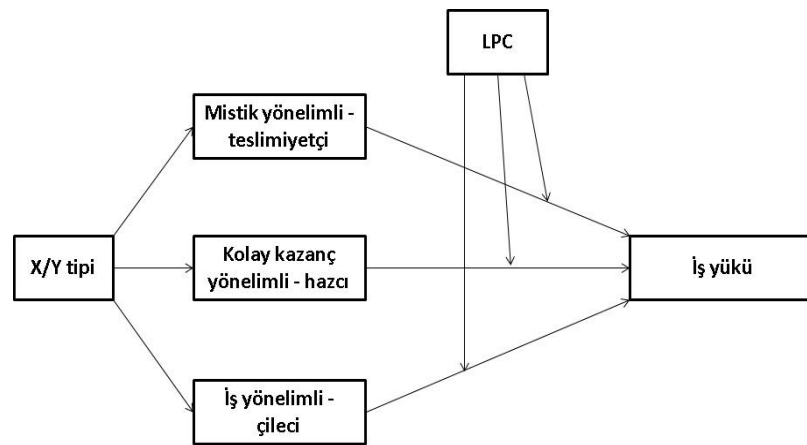 LPC
Mistik yönelimli -
teslimiyetçi
X/Y tipi
Kolay kazanç
yönelimli - hazcı
İş yükü
İş yönelimli -
çileci